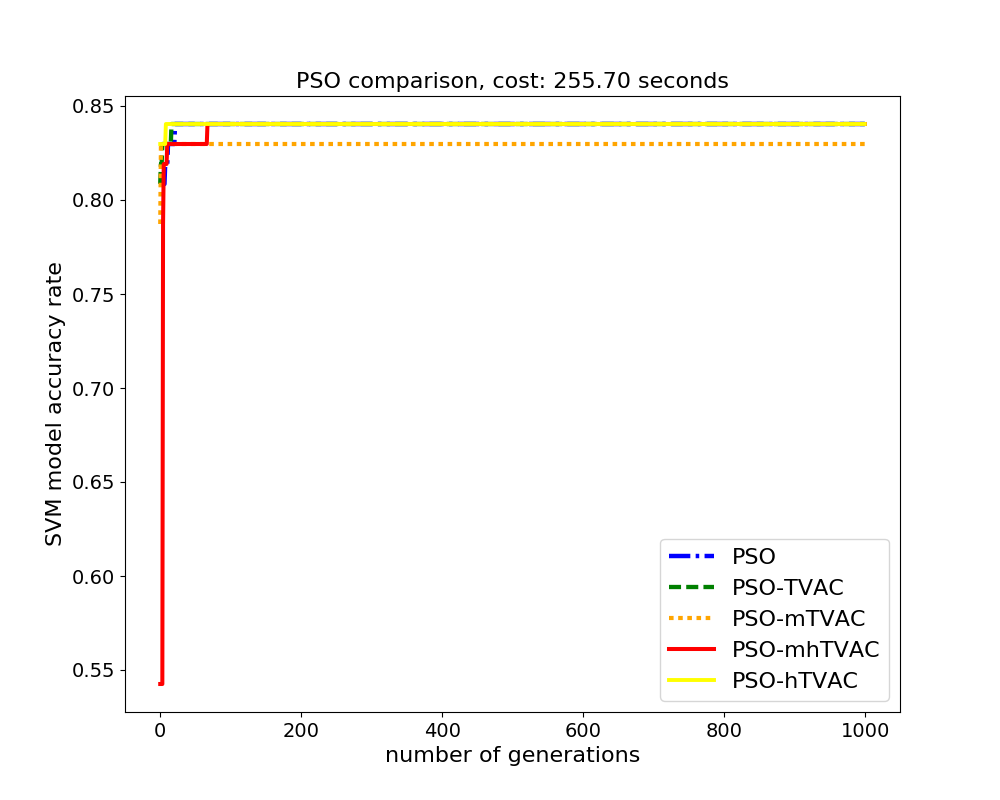 PSO comparison, cost: 255.70 seconds
SVM model accuracy rate
0.85
0.80
0.75
0.70
0.65
0.60
0.55
PSO
PSO-TVAC
PSO-mTVAC
PSO-mhTVAC
PSO-hTVAC
0 200 400 600 800 1000
number of generations